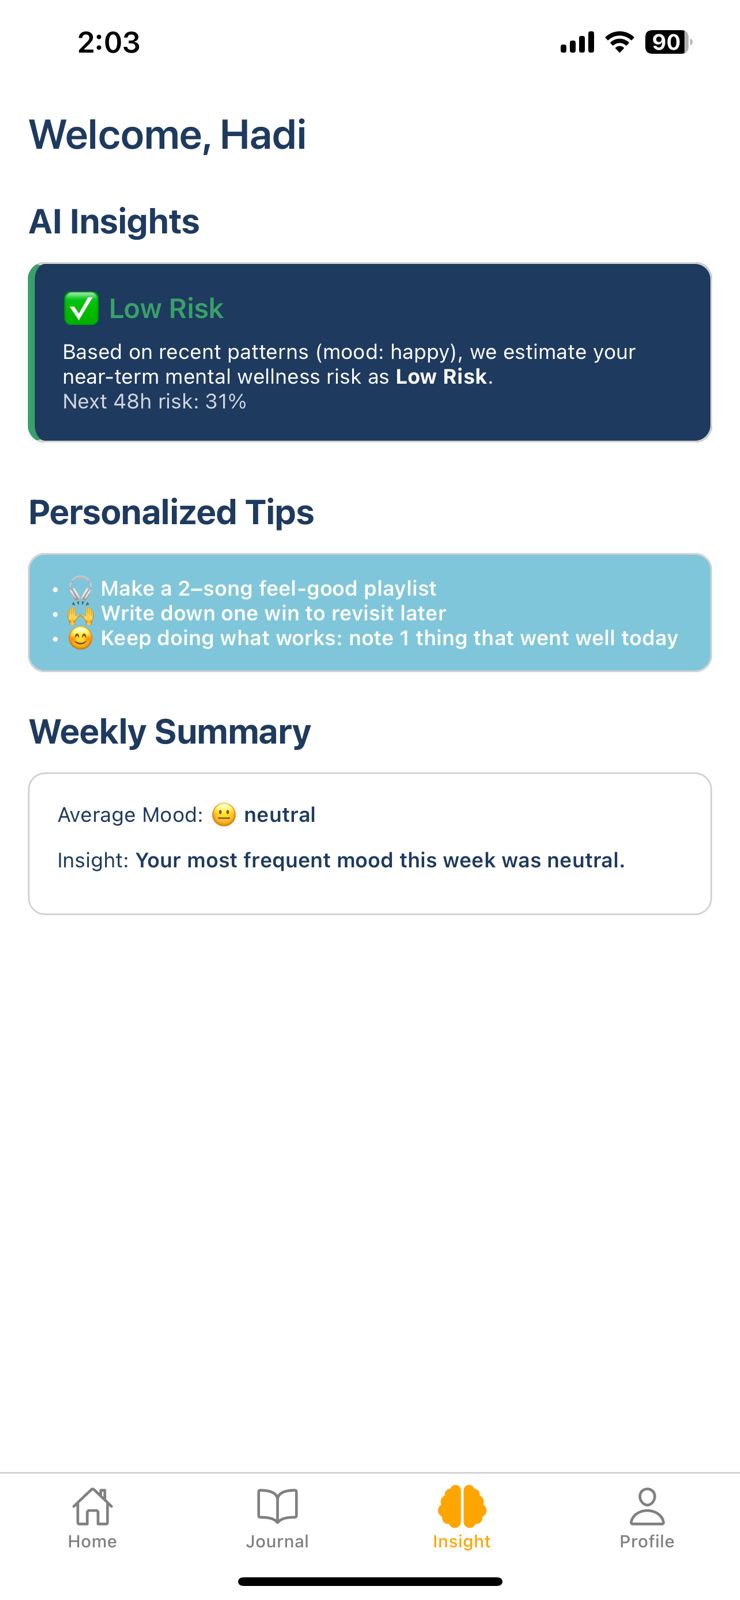 2:03
90
Welcome, Hadi
AI Insights
✅ Low Risk
Based on recent patterns (mood: happy), we estimate your
near-term mental wellness risk as Low Risk.
Next 48h risk: 31%
Personalized Tips
• 🎧 Make a 2–song feel-good playlist
• 🙌 Write down one win to revisit later
• 😊 Keep doing what works: note 1 thing that went well today
Weekly Summary
Average Mood: 😐 neutral
Insight: Your most frequent mood this week was neutral.
Home
Journal
Insight
Profile